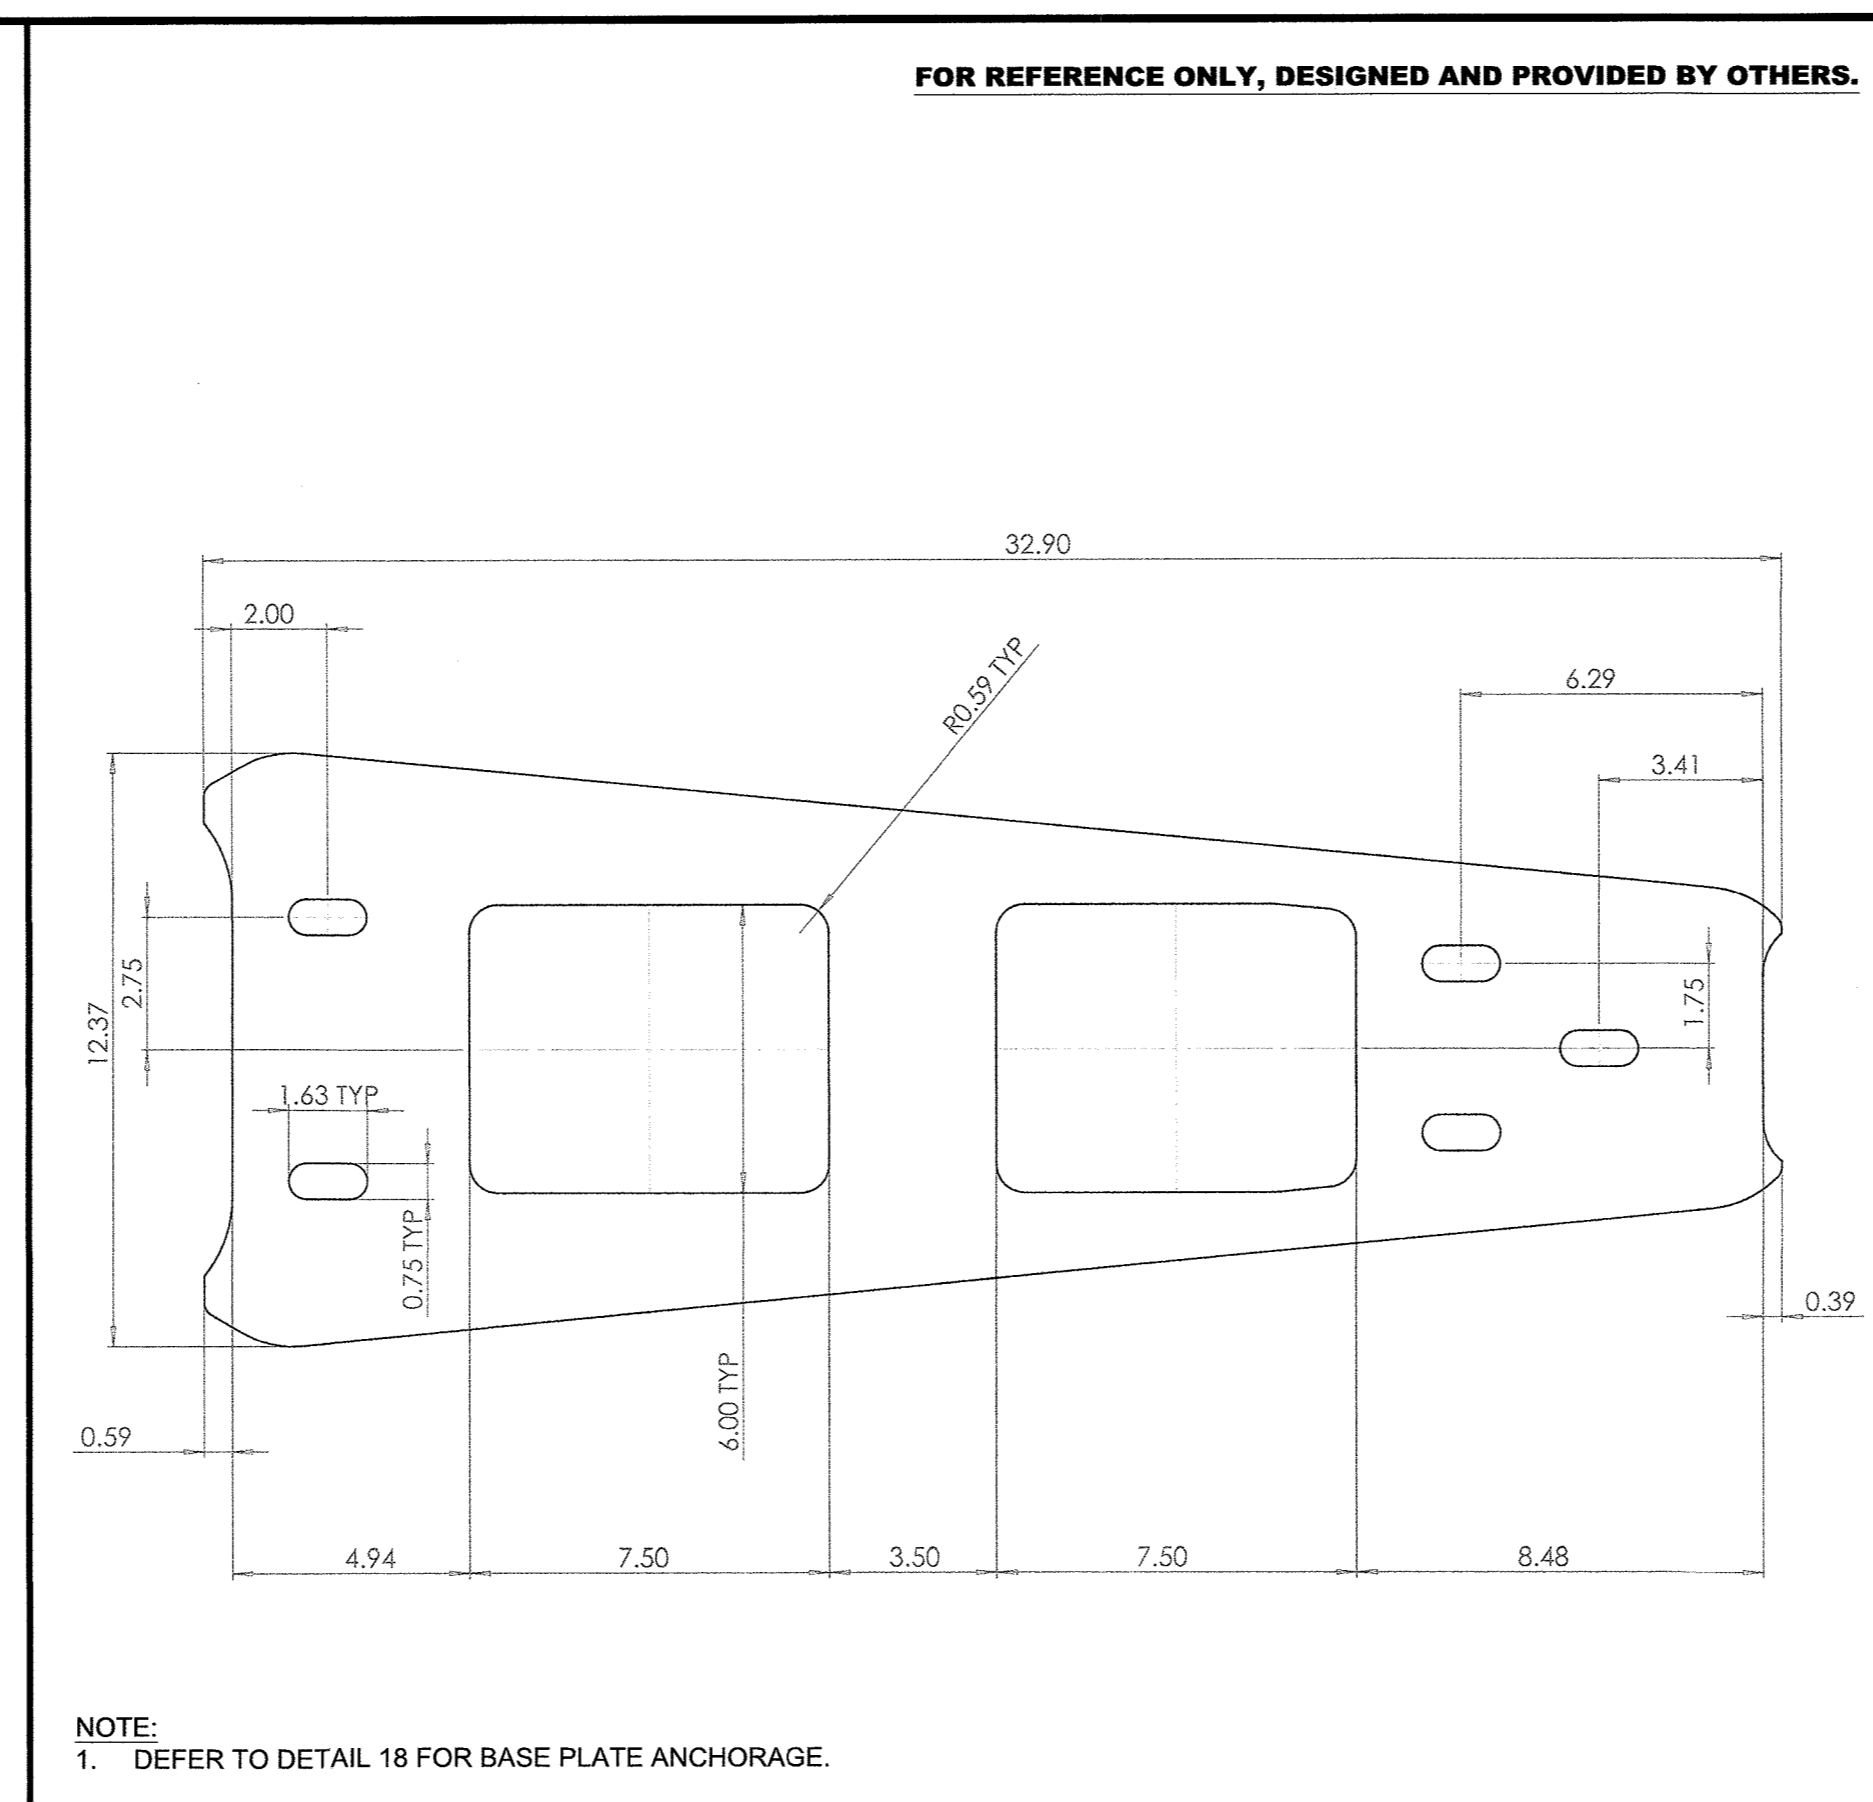 FOR REFERENCE ONLY, DESIGNED AND PROVIDED BY OTHERS.
32.90
2.00
R0.59 TYP
6.29
3.41
2.75
12.37
1.75
1.63 TYP
0.75 TYP
0.39
6.00 TYP
0.59
4.94
7.50
3.50
7.50
8.48
NOTE:
1. DEFER TO DETAIL 18 FOR BASE PLATE ANCHORAGE.